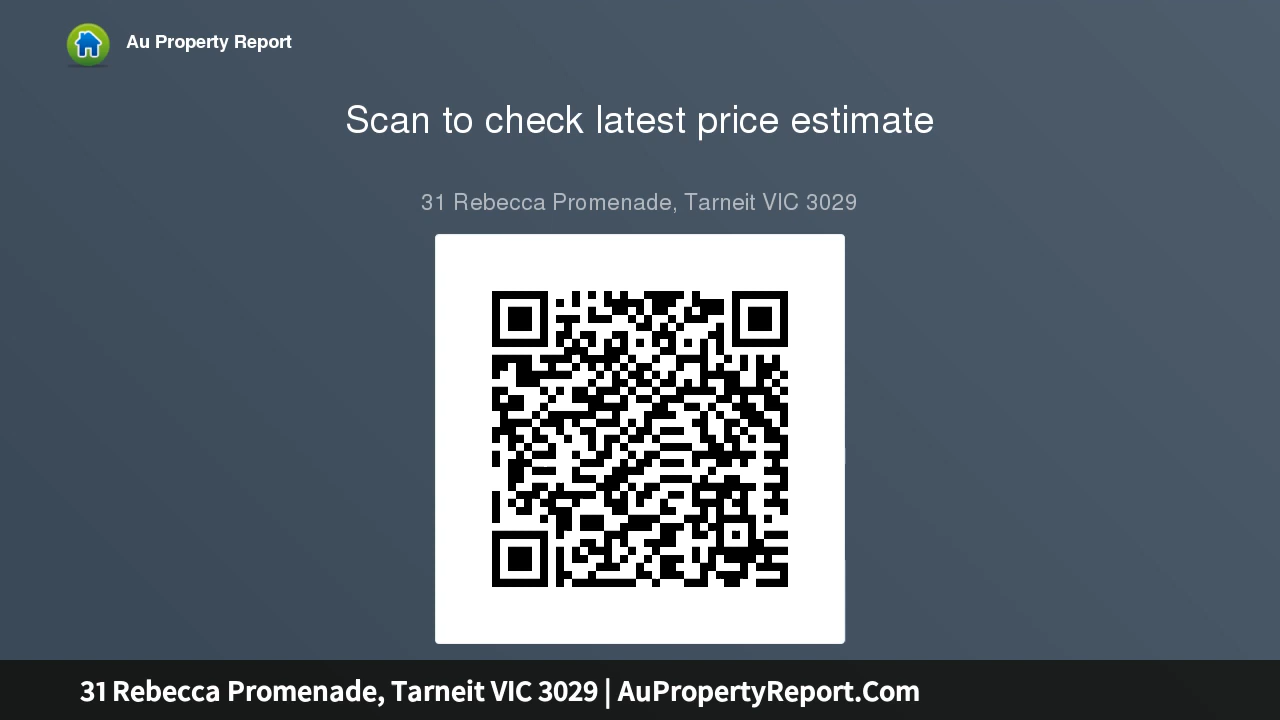 Au Property Report
Scan to check latest price estimate
31 Rebecca Promenade, Tarneit VIC 3029
31 Rebecca Promenade, Tarneit VIC 3029 | AuPropertyReport.Com